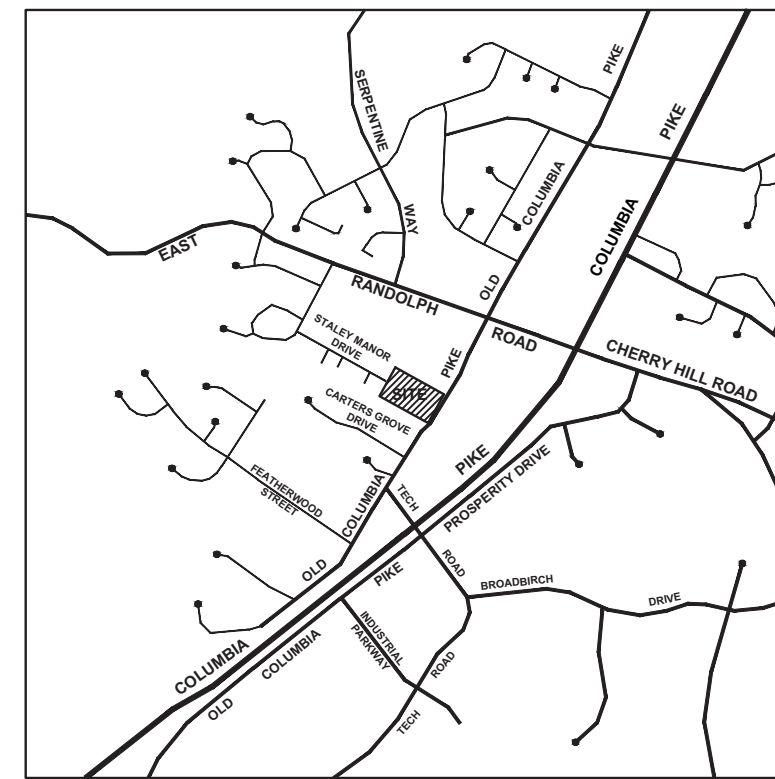 PIKE
SERPENTINE
WAY
PIKE
COLUMBIA
OLD
COLUMBIA
EAST
RANDOLPH
ROAD
CHERRY HILL ROAD
STALEY MANOR
DRIVE
PIKE
SITE
CARTERS GROVE
DRIVE
FEATHERWOOD
STREET
COLUMBIA
OLD
TECH
ROAD
PIKE
PROSPERITY DRIVE
PIKE
BROADBIRCH
DRIVE
INDUSTRIAL
PARKWAY
COLUMBIA
COLUMBIA
OLD
ROAD
TECH